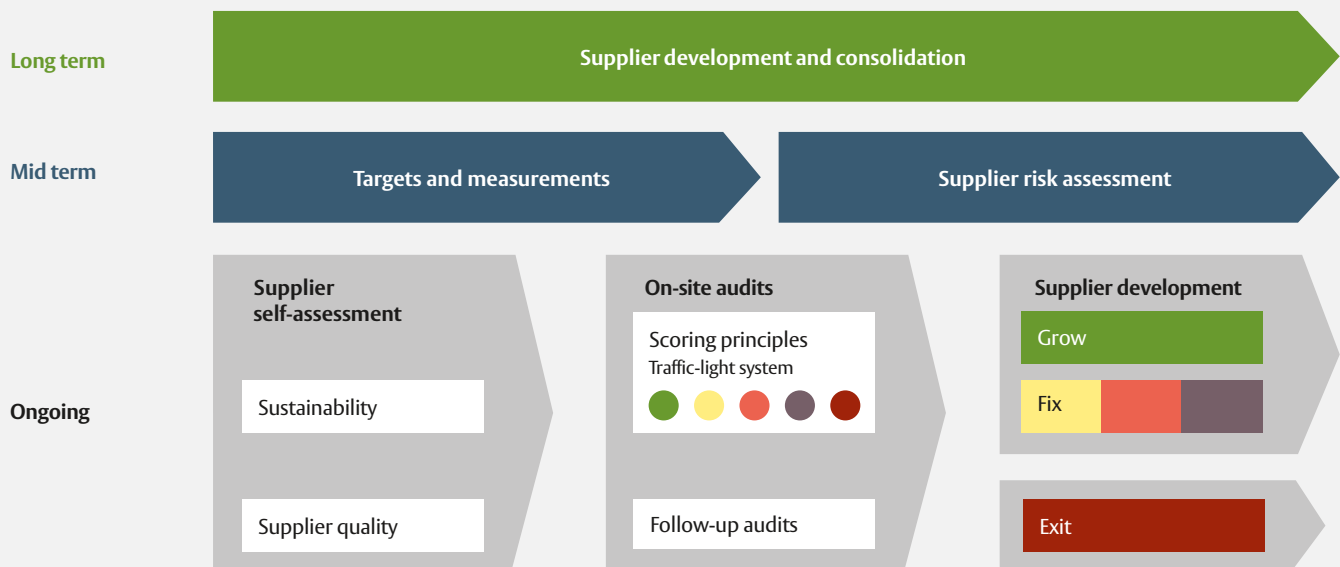 Long term
Supplier development and consolidation
Mid term
Targets and measurements
Supplier risk assessment
Ongoing
Supplier
self-assessment
Sustainability
Supplier quality
On-site audits
Scoring principles
Traffic-light system
Follow-up audits
Supplier development
Grow
Fix
Exit